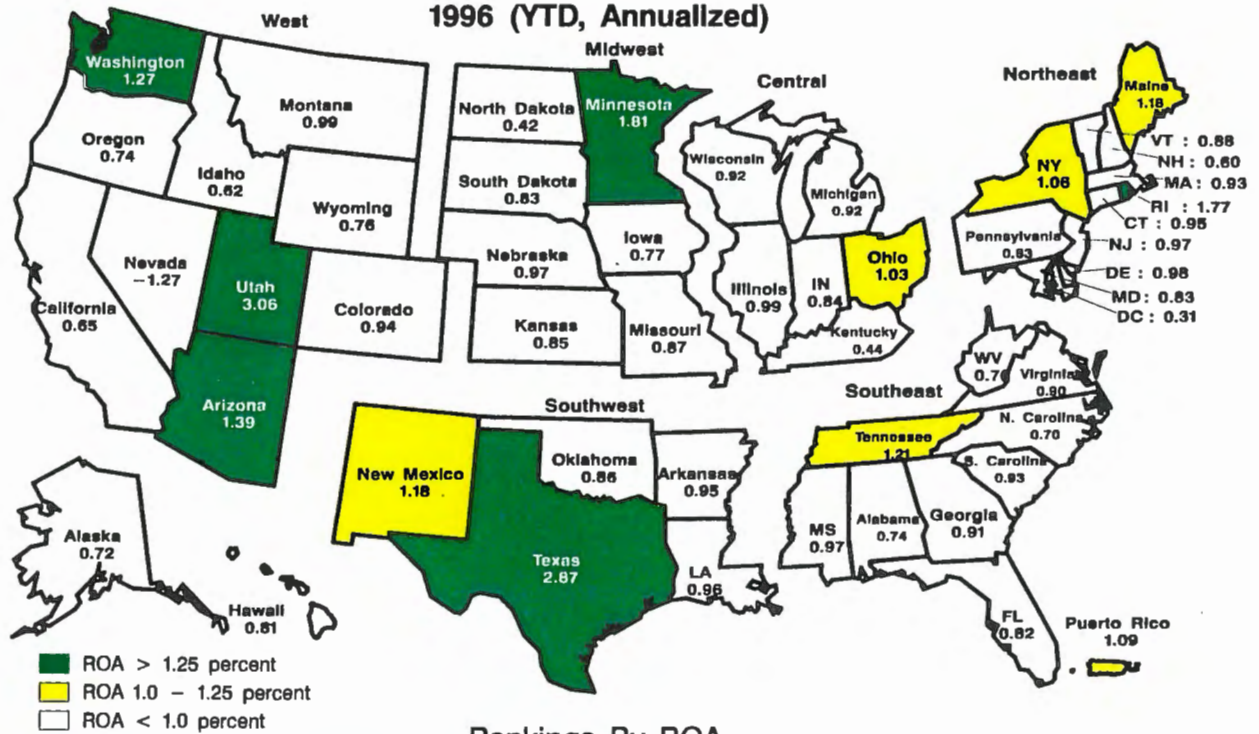 1996 (YTD, Annualized)
West
Midwest
Central
Northeast
Washington
1.27
Montana
0.99
Oregon
0.74
Idaho
0.62
Wyoming
0.76
Nevada
-1.27
Utah
3.06
Colorado
0.94
California
0.65
Arizona
1.39
North Dakota
0.42
Minnesota
1.81
South Dakota
0.83
Nebraska
0.97
Iowa
0.77
Kansas
0.85
Missouri
0.87
Wisconsin
0.92
Michigan
0.92
Illinois
0.99
IN
0.84
Ohio
1.03
Kentucky
0.44
Maine
1.18
NY
1.06
VT : 0.88
NH : 0.60
MA : 0.93
RI : 1.77
CT : 0.95
NJ : 0.97
Pennsylvania
0.83
DE : 0.98
MD : 0.83
DC : 0.31
Southeast
WV
Virginia
0.90
N. Carolina
0.70
Tennessee
1.21
S. Carolina
0.93
MS
0.97
Alabama
0.74
Georgia
0.91
FL
0.82
Puerto Rico
1.09
Southwest
New Mexico
1.18
Oklahoma
0.86
Arkansas
0.95
Texas
2.87
LA
0.96
Alaska
0.72
Hawaii
0.81
ROA > 1.25 percent
ROA 1.0 - 1.25 percent
ROA < 1.0 percent
Rankings By ROA